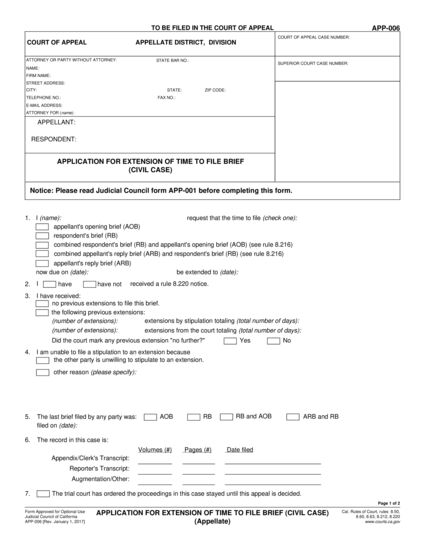 TO BE FILED IN THE COURT OF APPEAL APP-006
COURT OF APPEAL APPELLATE DISTRICT, DIVISION
COURT OF APPEAL CASE NUMBER:
ATTORNEY OR PARTY WITHOUT ATTORNEY: STATE BAR NO.:
SUPERIOR COURT CASE NUMBER:
NAME:
FIRM NAME:
STREET ADDRESS:
CITY: STATE: ZIP CODE:
TELEPHONE NO.: FAX NO.:
E-MAIL ADDRESS:
ATTORNEY FOR (name):
APPELLANT:
RESPONDENT:
APPLICATION FOR EXTENSION OF TIME TO FILE BRIEF
(CIVIL CASE)
Notice: Please read Judicial Council form APP-001 before completing this form.
1. I (name): request that the time to file (check one):
appellant's opening brief (AOB)
respondent's brief (RB)
combined respondent's brief (RB) and appellant's opening brief (AOB) (see rule 8.216)
combined appellant's reply brief (ARB) and respondent's brief (RB) (see rule 8.216)
appellant's reply brief (ARB)
now due on (date): be extended to (date):
2. I have have not received a rule 8.220 notice.
3. I have received:
no previous extensions to file this brief.
the following previous extensions:
(number of extensions): extensions by stipulation totaling (total number of days):
(number of extensions): extensions from the court totaling (total number of days):
Did the court mark any previous extension "no further?" Yes No
4. I am unable to file a stipulation to an extension because
the other party is unwilling to stipulate to an extension.
other reason (please specify):
5. The last brief filed by any party was: AOB RB RB and AOB ARB and RB
filed on (date):
6. The record in this case is:
Volumes (#) Pages (#) Date filed
Appendix/Clerk's Transcript:
Reporter's Transcript:
Augmentation/Other:
7. The trial court has ordered the proceedings in this case stayed until this appeal is decided.
Page 1 of 2
Form Approved for Optional Use
Judicial Council of California
APP-006 [Rev. January 1, 2017]
APPLICATION FOR EXTENSION OF TIME TO FILE BRIEF (CIVIL CASE)
(Appellate)
Cal. Rules of Court, rules: 8.50,
8.60, 8.63, 8.212, 8.220
www.courts.ca.gov